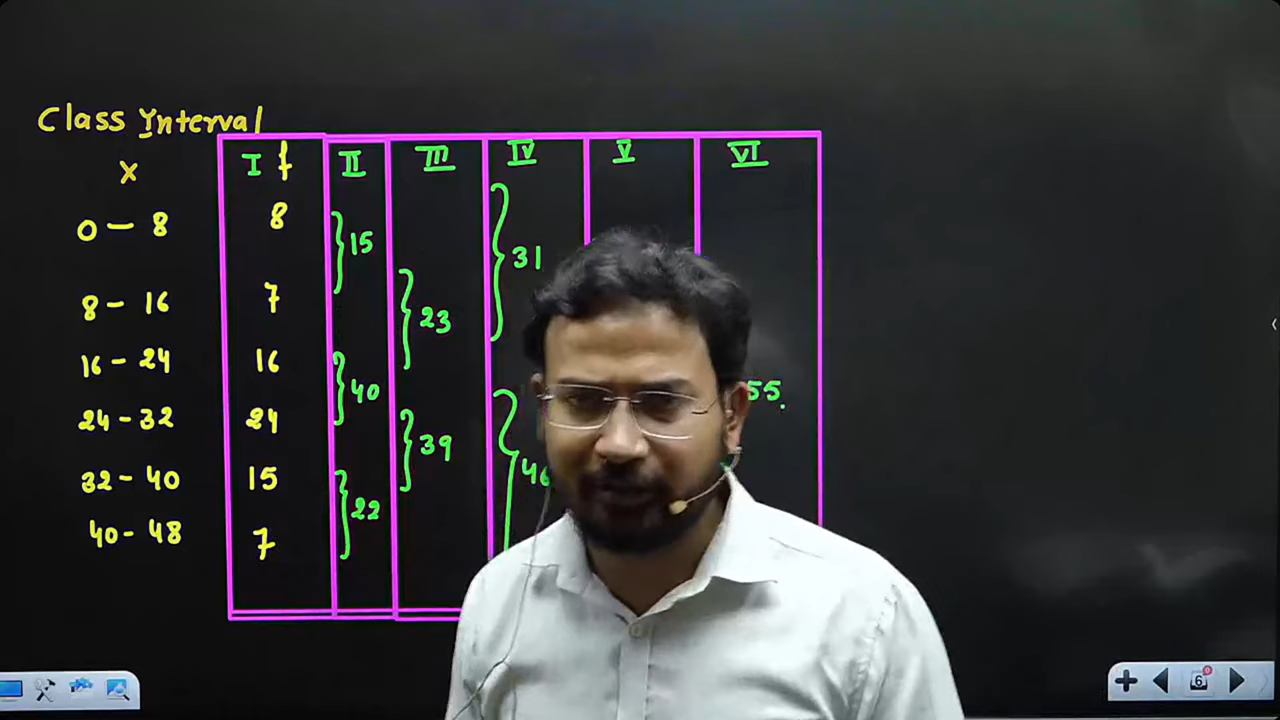 Class Interval
x I f II III IV V VI
0 – 8 8
} 15 } 31
8 – 16 7
} 23
16 – 24 16
} 40 55.
24 – 32 24
} 39
32 – 40 15
} 22
40 – 48 7
6